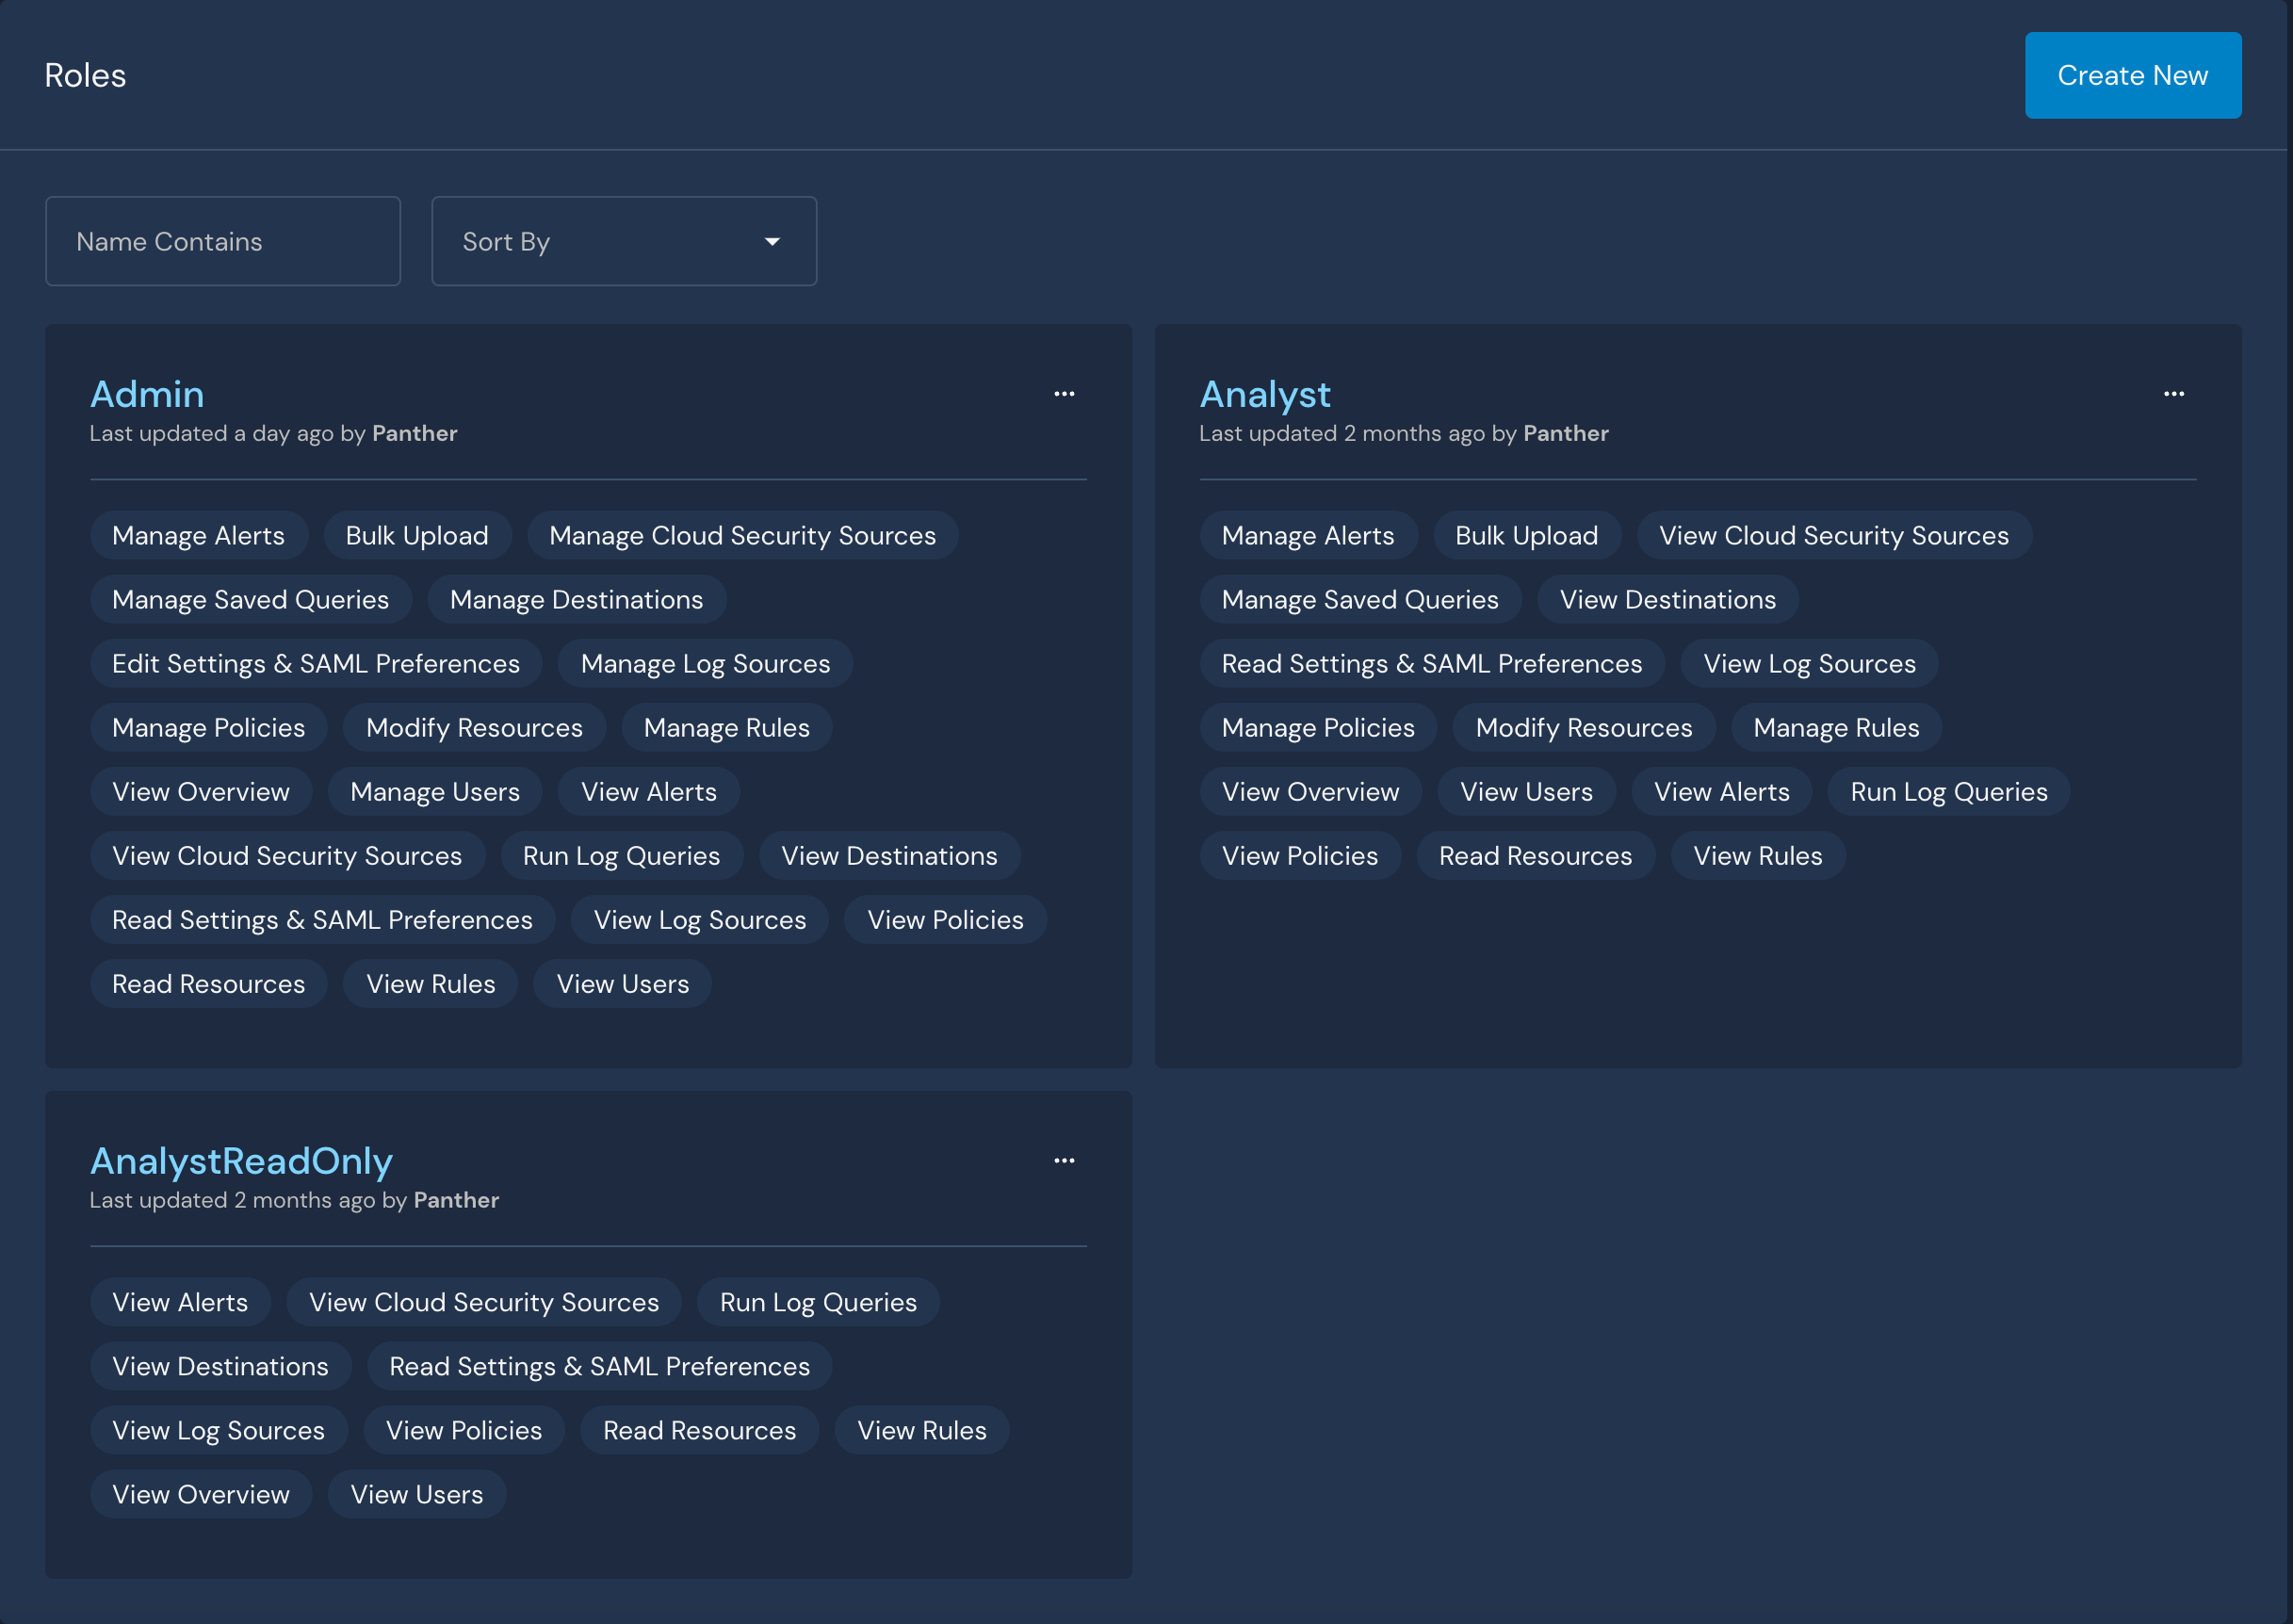 Roles
Create New
Name Contains
Sort By
Admin
Last updated a day ago by Panther
Manage Alerts
Bulk Upload
Manage Cloud Security Sources
Manage Saved Queries
Manage Destinations
Edit Settings & SAML Preferences
Manage Log Sources
Manage Policies
Modify Resources
Manage Rules
View Overview
Manage Users
View Alerts
View Cloud Security Sources
Run Log Queries
View Destinations
Read Settings & SAML Preferences
View Log Sources
View Policies
Read Resources
View Rules
View Users
Analyst
Last updated 2 months ago by Panther
Manage Alerts
Bulk Upload
View Cloud Security Sources
Manage Saved Queries
View Destinations
Read Settings & SAML Preferences
View Log Sources
Manage Policies
Modify Resources
Manage Rules
View Overview
View Users
View Alerts
Run Log Queries
View Policies
Read Resources
View Rules
AnalystReadOnly
Last updated 2 months ago by Panther
View Alerts
View Cloud Security Sources
Run Log Queries
View Destinations
Read Settings & SAML Preferences
View Log Sources
View Policies
Read Resources
View Rules
View Overview
View Users